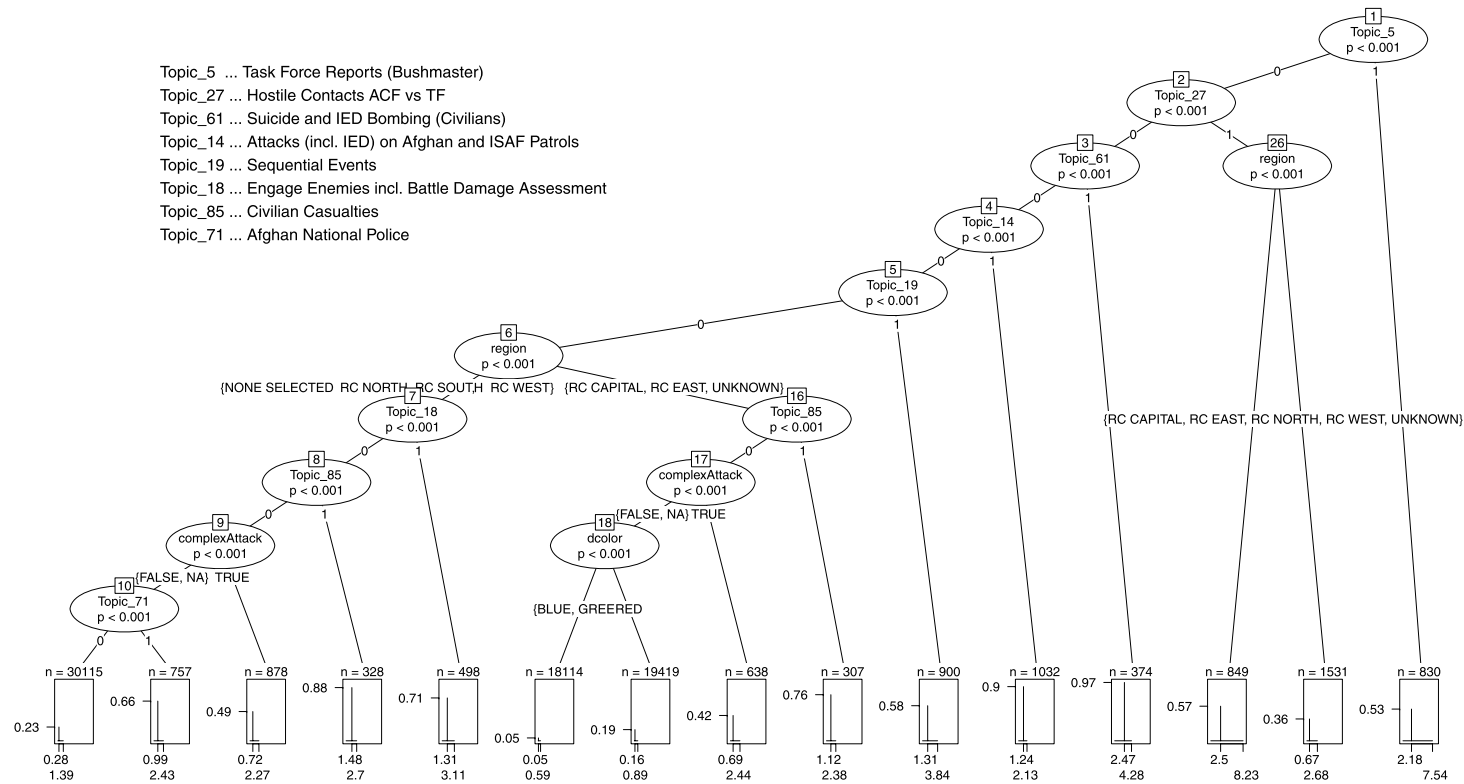 1
Topic_5
p < 0.001
0
1
Topic_5 ... Task Force Reports (Bushmaster)
Topic_27 ... Hostile Contacts ACF vs TF
Topic_61 ... Suicide and IED Bombing (Civilians)
Topic_14 ... Attacks (incl. IED) on Afghan and ISAF Patrols
Topic_19 ... Sequential Events
Topic_18 ... Engage Enemies incl. Battle Damage Assessment
Topic_85 ... Civilian Casualties
Topic_71 ... Afghan National Police
2
Topic_27
p < 0.001
0
1
3
Topic_61
p < 0.001
0
1
26
region
p < 0.001
4
Topic_14
p < 0.001
0
1
5
Topic_19
p < 0.001
0
1
6
region
p < 0.001
{NONE SELECTED RC NORTH, RC SOUTH RC WEST}
{RC CAPITAL, RC EAST, UNKNOWN}
7
Topic_18
p < 0.001
0
1
16
Topic_85
p < 0.001
0
1
{RC CAPITAL, RC EAST, RC NORTH, RC WEST, UNKNOWN}
8
Topic_85
p < 0.001
0
1
17
complexAttack
p < 0.001
{FALSE, NA}
TRUE
9
complexAttack
p < 0.001
{FALSE, NA}
TRUE
18
dcolor
p < 0.001
{BLUE, GREERED
10
Topic_71
p < 0.001
0
1
n = 30115
0.23
0.28
1.39
n = 757
0.66
0.99
2.43
n = 878
0.49
0.72
2.27
n = 328
0.88
1.48
2.7
n = 498
0.71
1.31
3.11
n = 18114
0.05
0.05
0.59
n = 19419
0.19
0.16
0.89
n = 638
0.42
0.69
2.44
n = 307
0.76
1.12
2.38
n = 900
0.58
1.31
3.84
n = 1032
0.9
1.24
2.13
n = 374
0.97
2.47
4.28
n = 849
0.57
2.5
8.23
n = 1531
0.36
0.67
2.68
n = 830
0.53
2.18
7.54